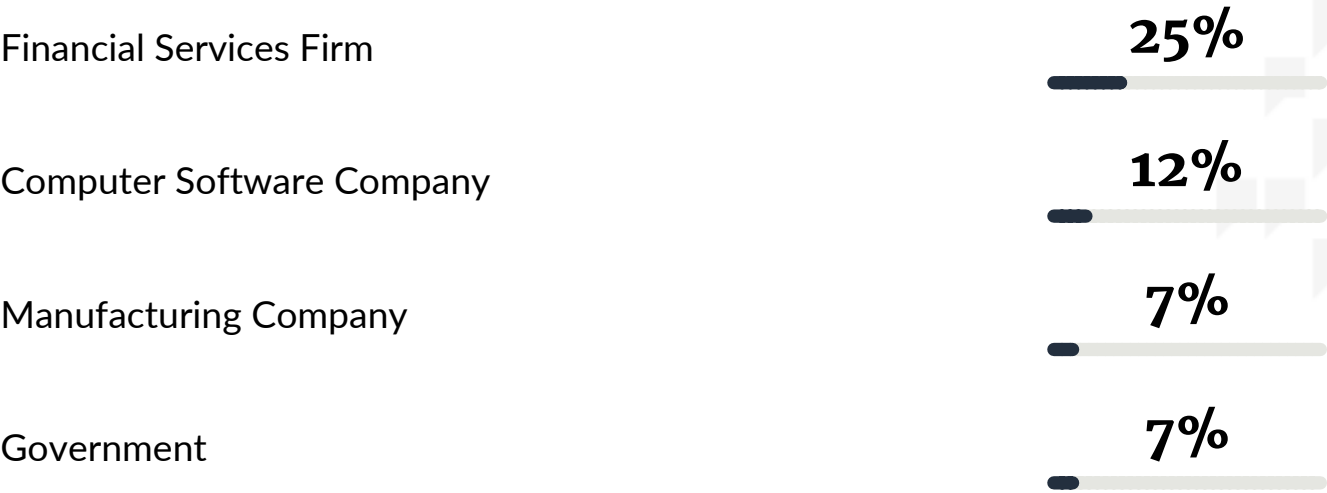 Financial Services Firm 25%
Computer Software Company 12%
Manufacturing Company 7%
Government 7%